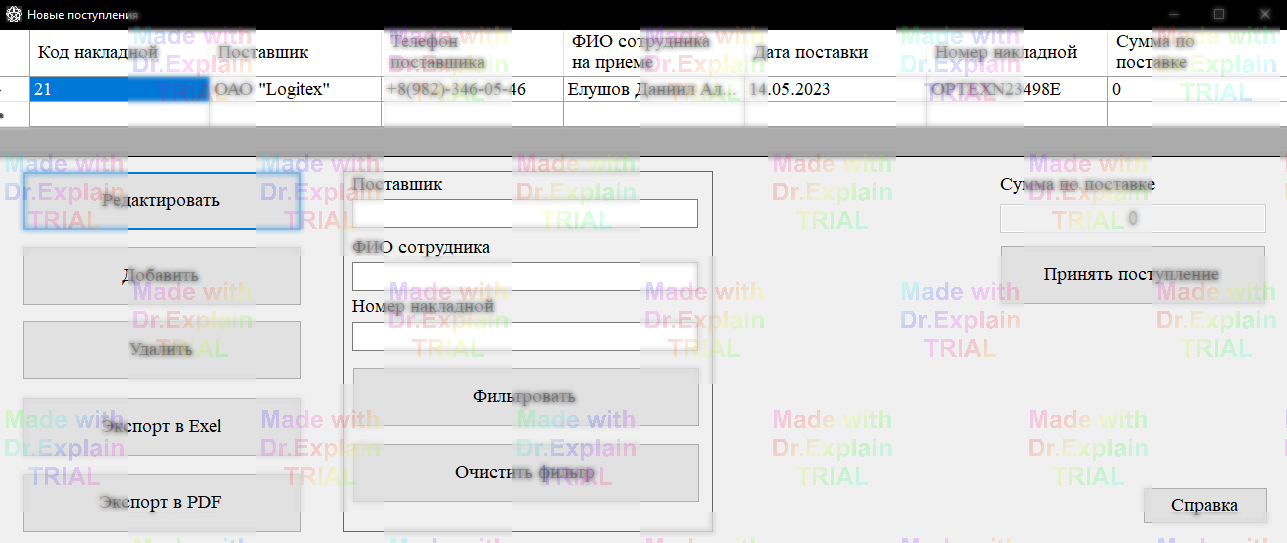 Новые поступления
Код накладной Поставшик Телефон поставшика ФИО сотрудника на приеме Дата поставки Номер накладной Сумма по поставке
21 ОАО "Logitex" +8(982)-346-05-46 Елушов Даниил Ал... 14.05.2023 OPTEXN23498E 0
Редактировать
Добавить
Удалить
Экспорт в Exel
Экспорт в PDF
Поставшик
ФИО сотрудника
Номер накладной
Фильтровать
Очистить фильтр
Сумма по поставке
0
Принять поступление
Справка
Made with
Dr.Explain
TRIAL